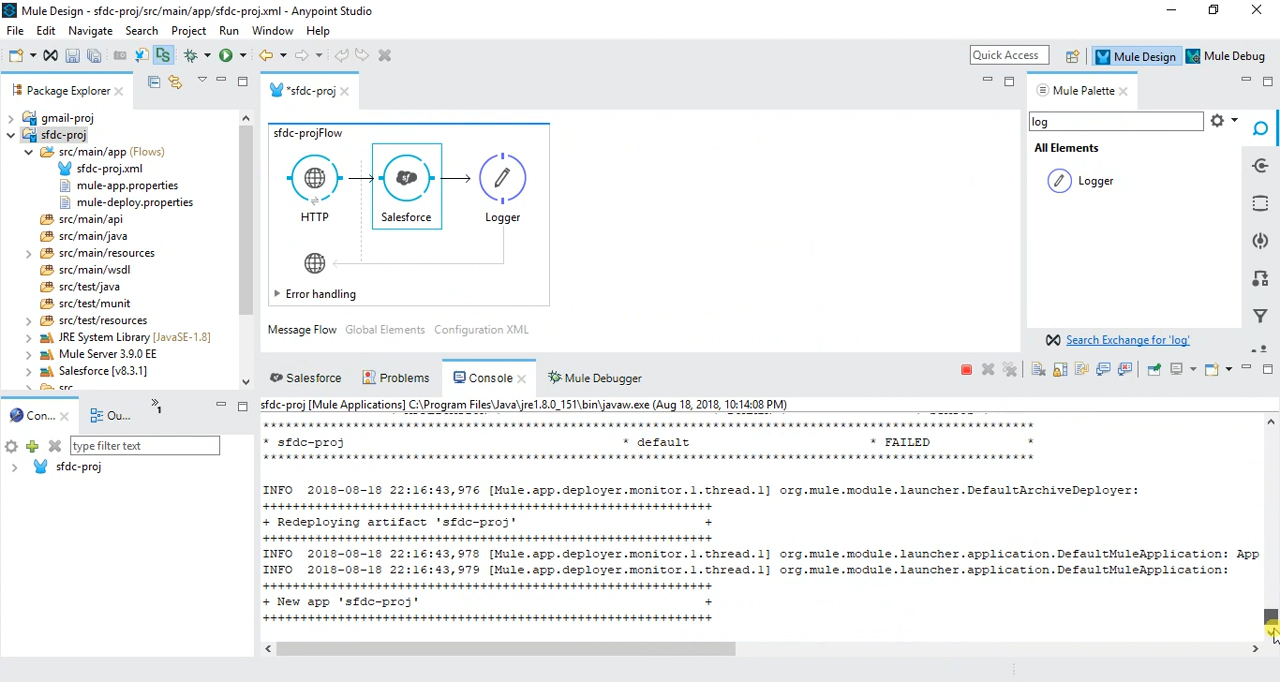 Mule Design - sfdc-proj/src/main/app/sfdc-proj.xml - Anypoint Studio
File Edit Navigate Search Project Run Window Help
Quick Access
Mule Design
Mule Debug
Package Explorer
*sfdc-proj
Mule Palette
gmail-proj
sfdc-proj
src/main/app (Flows)
sfdc-proj.xml
mule-app.properties
mule-deploy.properties
src/main/api
src/main/java
src/main/resources
src/main/wsdl
src/test/java
src/test/munit
src/test/resources
JRE System Library [JavaSE-1.8]
Mule Server 3.9.0 EE
Salesforce [v8.3.1]
src
sfdc-projFlow
HTTP
Salesforce
Logger
Error handling
Message Flow Global Elements Configuration XML
log
All Elements
Logger
Search Exchange for 'log'
Con...
Ou...
1
type filter text
sfdc-proj
Salesforce
Problems
Console
Mule Debugger
sfdc-proj [Mule Applications] C:\Program Files\Java\jre1.8.0_151\bin\javaw.exe (Aug 18, 2018, 10:14:08 PM)
* sfdc-proj * default * FAILED *
INFO 2018-08-18 22:16:43,976 [Mule.app.deployer.monitor.1.thread.1] org.mule.module.launcher.DefaultArchiveDeployer:
++++++++++++++++++++++++++++++++++++++++++++++++++++++++++++
+ Redeploying artifact 'sfdc-proj' +
++++++++++++++++++++++++++++++++++++++++++++++++++++++++++++
INFO 2018-08-18 22:16:43,978 [Mule.app.deployer.monitor.1.thread.1] org.mule.module.launcher.application.DefaultMuleApplication: App
INFO 2018-08-18 22:16:43,979 [Mule.app.deployer.monitor.1.thread.1] org.mule.module.launcher.application.DefaultMuleApplication:
++++++++++++++++++++++++++++++++++++++++++++++++++++++++++++
+ New app 'sfdc-proj' +
++++++++++++++++++++++++++++++++++++++++++++++++++++++++++++